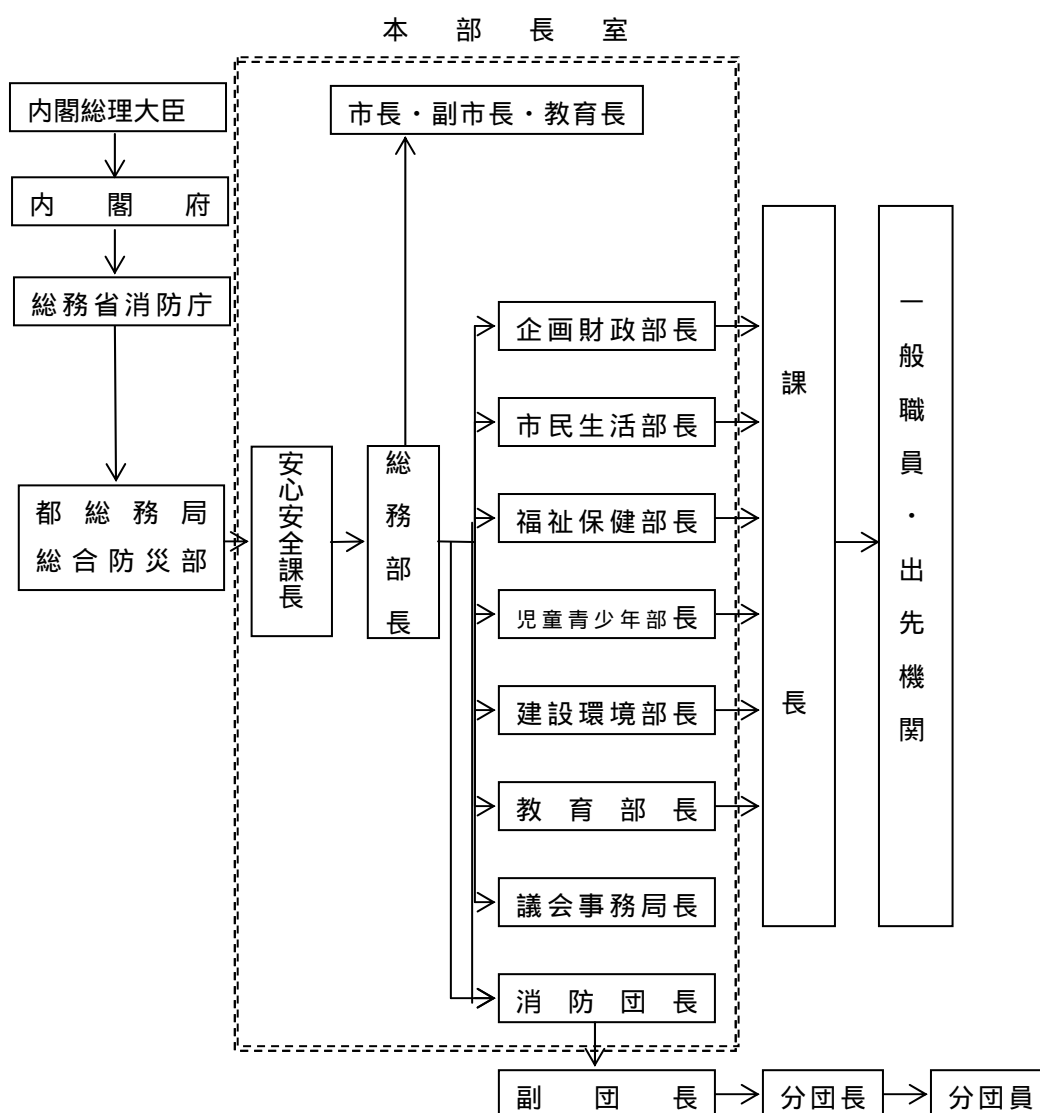 本部長室
内閣総理大臣
内閣府
総務省消防庁
都総務局
総合防災部
安心安全課長
総務部長
市長・副市長・教育長
企画財政部長
市民生活部長
福祉保健部長
児童青少年部長
建設環境部長
教育部長
議会事務局長
消防団長
課長
一般職員・出先機関
副団長
分団長
分団員